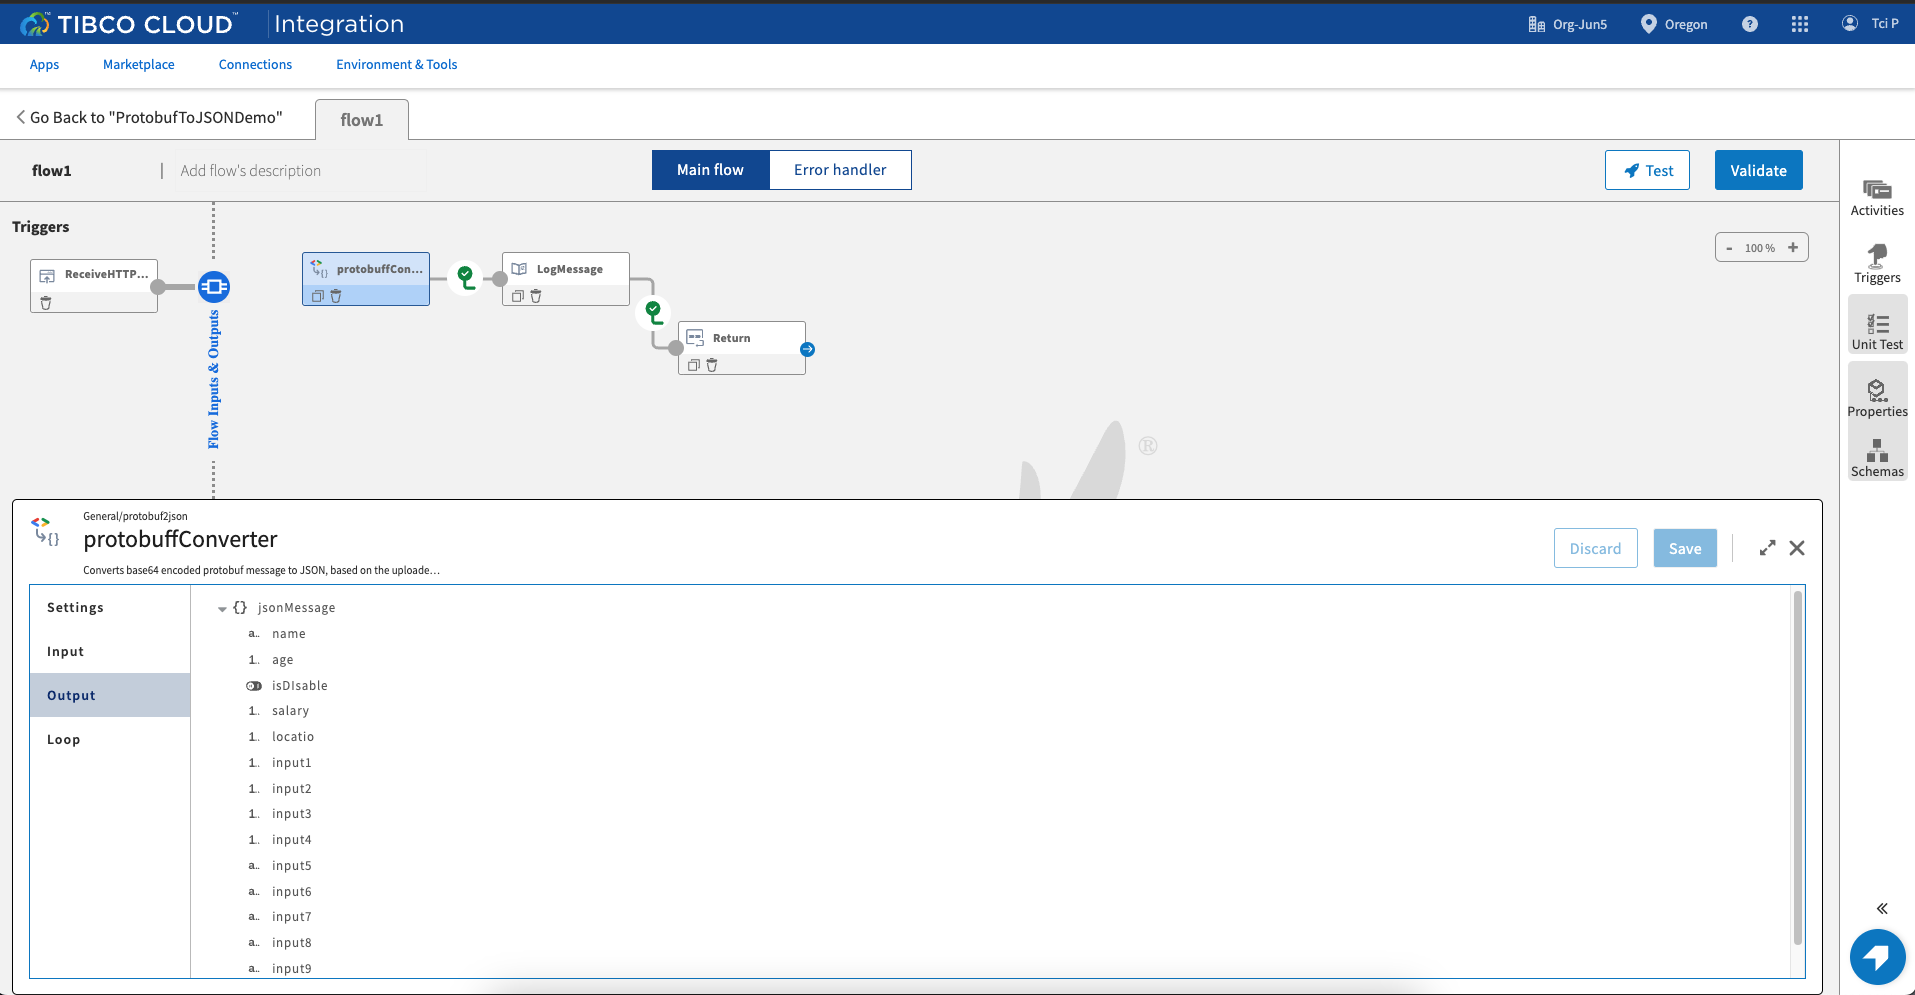 TIBCO CLOUD™ Integration
Org-Jun5 Oregon ? Tci P
Apps Marketplace Connections Environment & Tools
Go Back to "ProtobufToJSONDemo" flow1
flow1 | Add flow's description Main flow Error handler Test Validate
Triggers
- 100 % +
ReceiveHTTP...
protobuffCon...
LogMessage
Return
Flow Inputs & Outputs
®
Activities
Triggers
Unit Test
Properties
Schemas
General/protobuf2json
protobuffConverter
Converts base64 encoded protobuf message to JSON, based on the uploade...
Discard Save
Settings
Input
Output
Loop
{} jsonMessage
a.. name
1.. age
isDIsable
1.. salary
1.. locatio
1.. input1
1.. input2
1.. input3
1.. input4
a.. input5
a.. input6
a.. input7
a.. input8
a.. input9